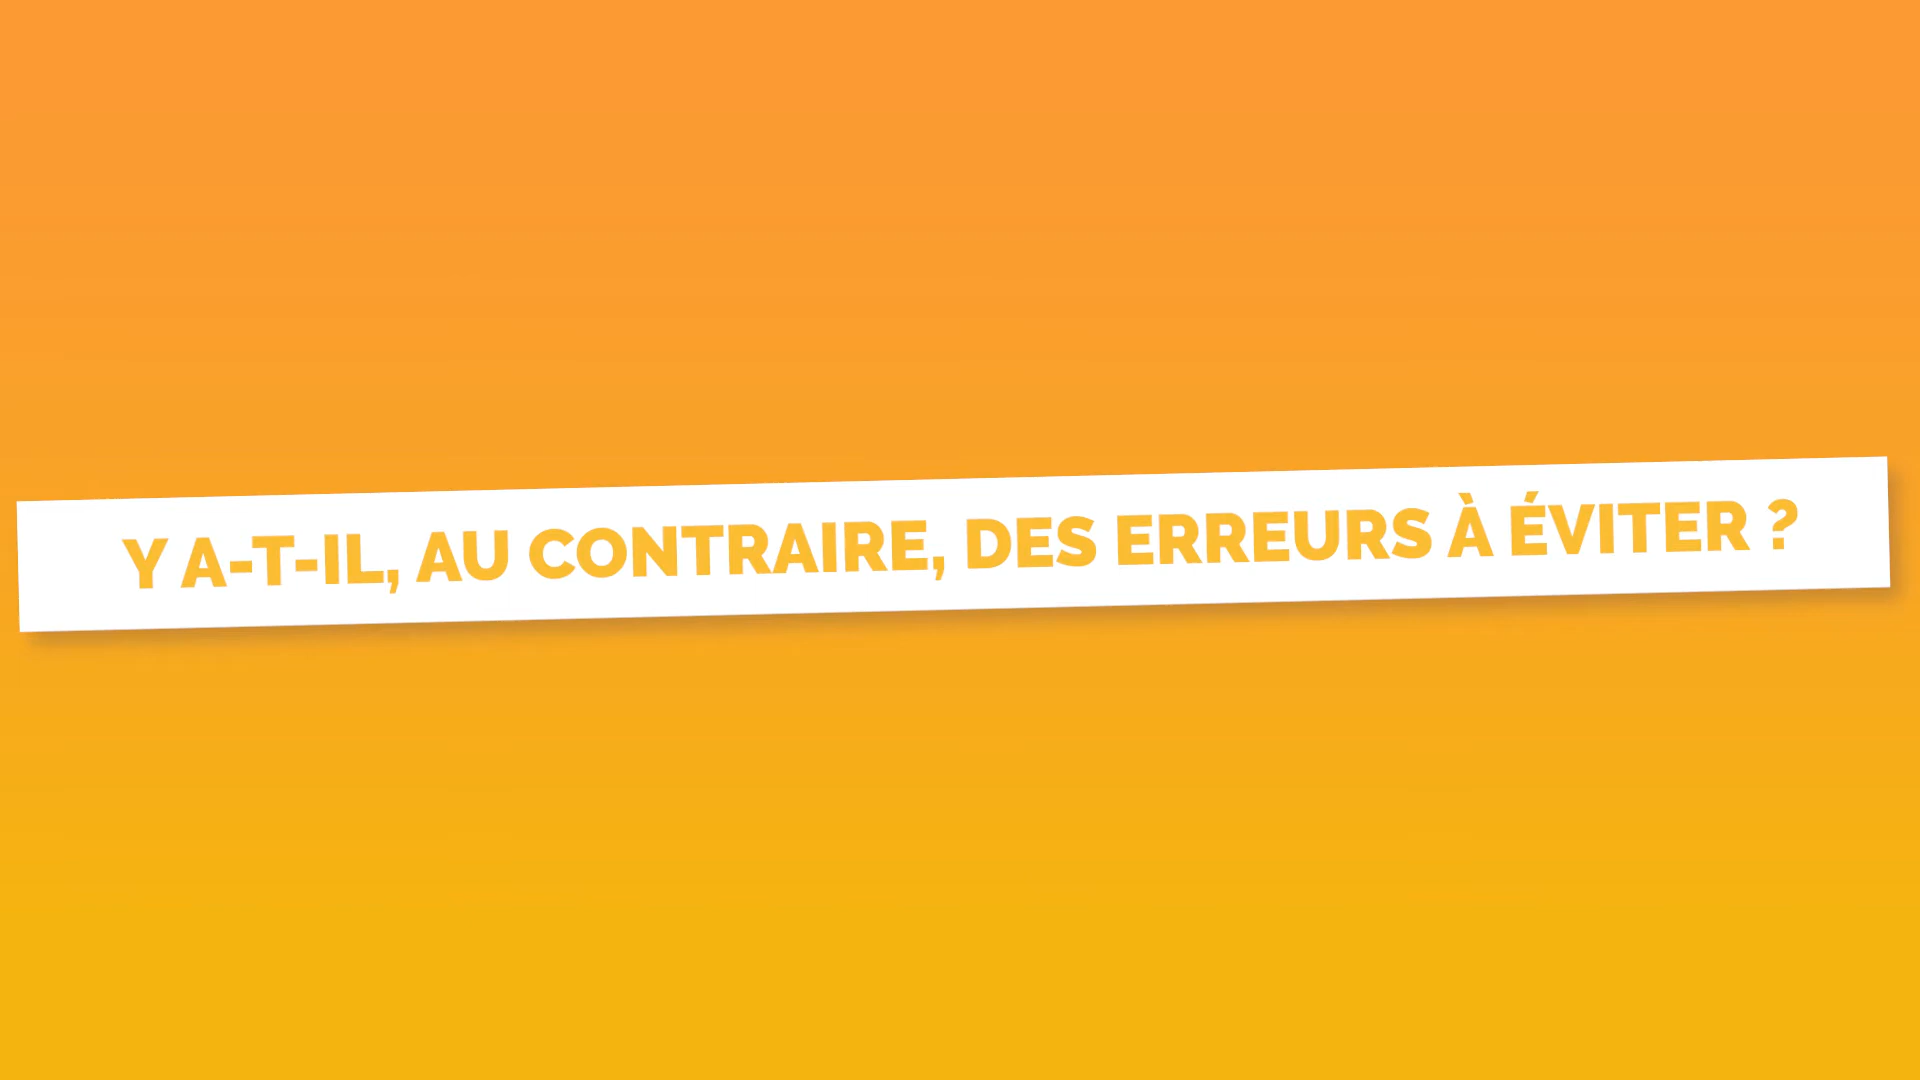 Y A-T-IL, AU CONTRAIRE, DES ERREURS À ÉVITER ?